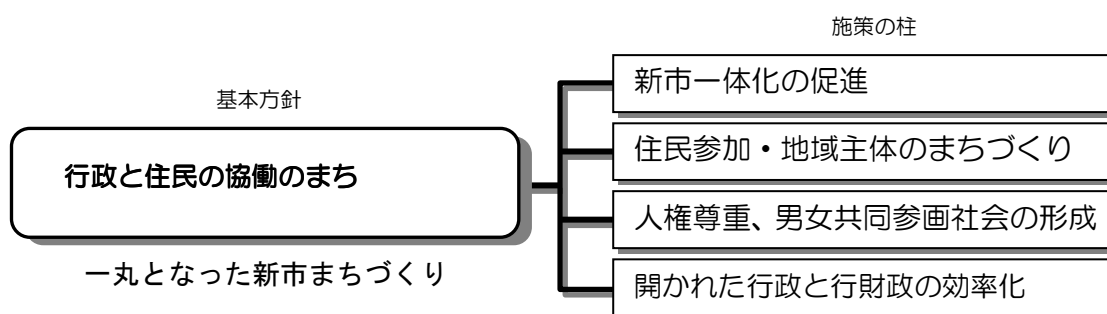 施策の柱
基本方針
行政と住民の協働のまち
一丸となった新市まちづくり
新市一体化の促進
住民参加・地域主体のまちづくり
人権尊重、男女共同参画社会の形成
開かれた行政と行財政の効率化